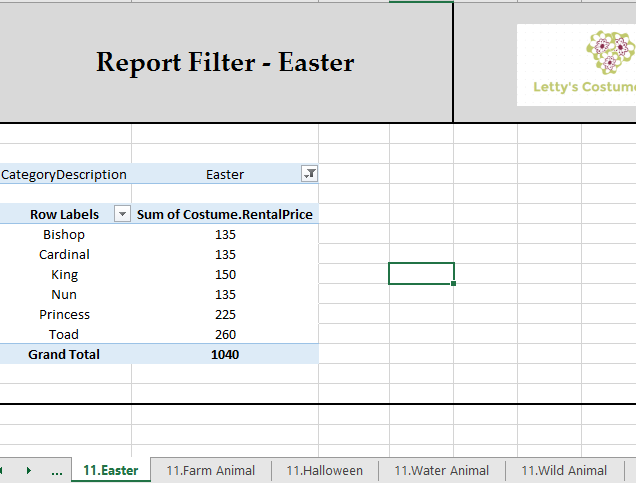 Report Filter - Easter
Letty's Costume
CategoryDescription Easter
Row Labels Sum of Costume.RentalPrice
Bishop 135
Cardinal 135
King 150
Nun 135
Princess 225
Toad 260
Grand Total 1040
... 11.Easter 11.Farm Animal 11.Halloween 11.Water Animal 11.Wild Animal